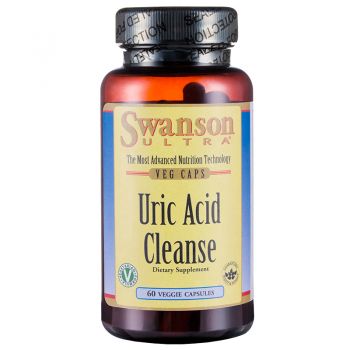 Swanson
ULTRA
The Most Advanced Nutrition Technology
VEG CAPS
Uric Acid
Cleanse
Dietary Supplement
60 VEGGIE CAPSULES